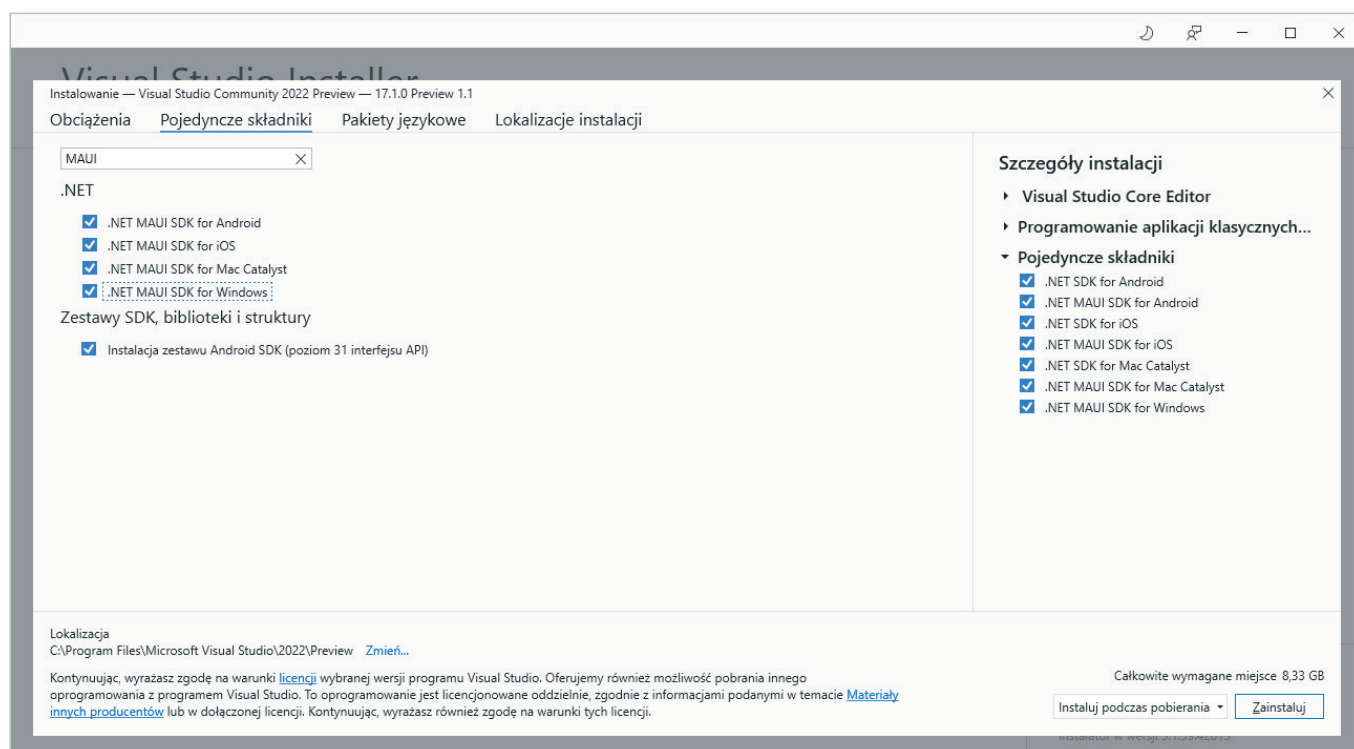 Visual Studio Installer
Instalowanie — Visual Studio Community 2022 Preview — 17.1.0 Preview 1.1
Obciążenia Pojedyncze składniki Pakiety językowe Lokalizacje instalacji
MAUI
.NET
.NET MAUI SDK for Android
.NET MAUI SDK for iOS
.NET MAUI SDK for Mac Catalyst
.NET MAUI SDK for Windows
Zestawy SDK, biblioteki i struktury
Instalacja zestawu Android SDK (poziom 31 interfejsu API)
Szczegóły instalacji
Visual Studio Core Editor
Programowanie aplikacji klasycznych...
Pojedyncze składniki
.NET SDK for Android
.NET MAUI SDK for Android
.NET SDK for iOS
.NET MAUI SDK for iOS
.NET SDK for Mac Catalyst
.NET MAUI SDK for Mac Catalyst
.NET MAUI SDK for Windows
Lokalizacja
C:\Program Files\Microsoft Visual Studio\2022\Preview Zmień...
Kontynuując, wyrażasz zgodę na warunki licencji wybranej wersji programu Visual Studio. Oferujemy również możliwość pobrania innego
oprogramowania z programem Visual Studio. To oprogramowanie jest licencjonowane oddzielnie, zgodnie z informacjami podanymi w temacie Materiały
innych producentów lub w dołączonej licencji. Kontynuując, wyrażasz również zgodę na warunki tych licencji.
Całkowite wymagane miejsce 8,33 GB
Instaluj podczas pobierania Zainstaluj